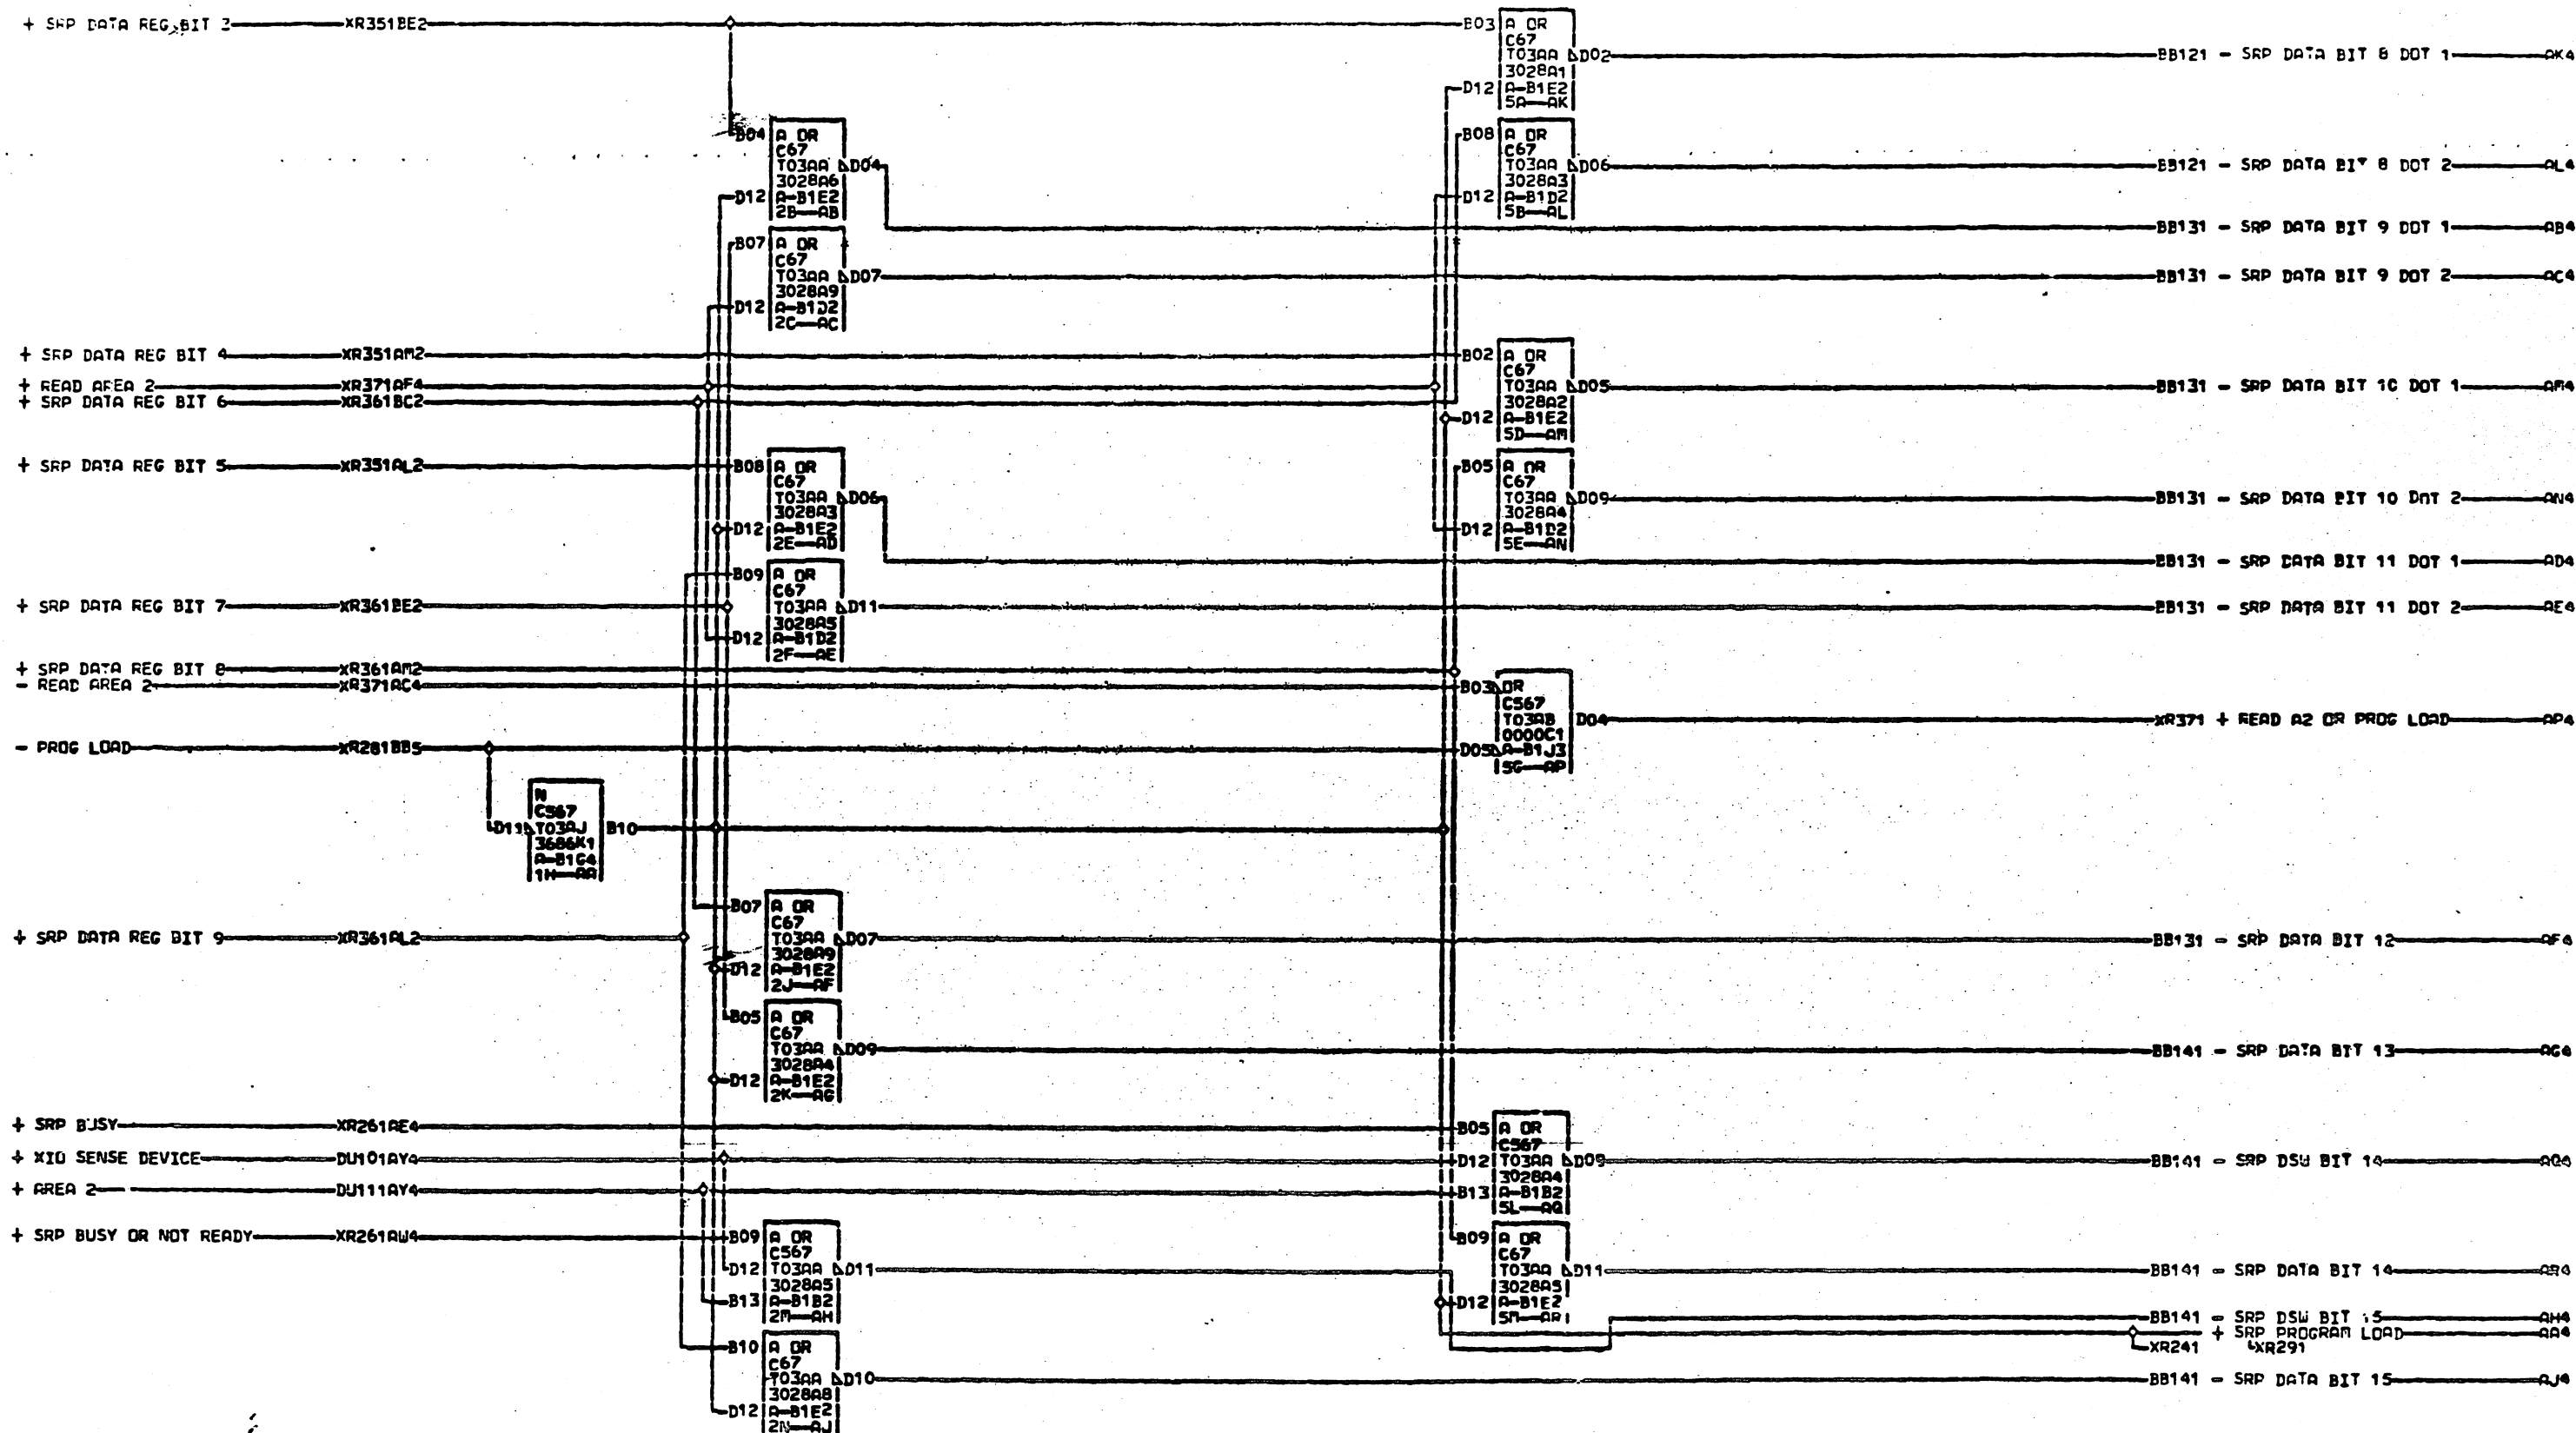 + SRP DATA REG BIT 3 XR351BE2
B03 A OR
C67
T03AA D02 BB121 - SRP DATA BIT 8 DOT 1 AK4
3028A1
D12 A-B1E2
5A AK
B04 A OR
C67
T03AA D04
3028A6
D12 A-B1E2
2B AB
B08 A OR
C67
T03AA D06 BB121 - SRP DATA BIT 8 DOT 2 AL4
3028A3
D12 A-B1D2
5B AL
BB131 - SRP DATA BIT 9 DOT 1 AB4
B07 A OR
C67
T03AA D07 BB131 - SRP DATA BIT 9 DOT 2 AC4
3028A9
D12 A-B1D2
2C AC
+ SRP DATA REG BIT 4 XR351AM2
+ READ AREA 2 XR371AF4
+ SRP DATA REG BIT 6 XR361BC2
B02 A OR
C67
T03AA D05 BB131 - SRP DATA BIT 10 DOT 1 AM4
3028A2
D12 A-B1E2
5D AM
+ SRP DATA REG BIT 5 XR351AL2
B08 A OR
C67
T03AA D06
3028A3
D12 A-B1E2
2E AD
B05 A OR
C67
T03AA D09 BB131 - SRP DATA BIT 10 DOT 2 AN4
3028A4
D12 A-B1D2
5E AN
BB131 - SRP DATA BIT 11 DOT 1 AD4
+ SRP DATA REG BIT 7 XR361BE2
B09 A OR
C67
T03AA D11 BB131 - SRP DATA BIT 11 DOT 2 AE4
3028A5
D12 A-B1D2
2F AE
+ SRP DATA REG BIT 8 XR361AM2
- READ AREA 2 XR371AC4
B03 OR
C567
T03AB D04 XR371 + READ A2 OR PROG LOAD AP4
0000C1
D05 A-B1J3
5G AP
- PROG LOAD XR281BB5
N
C567
D11 T03AJ B10
3686K1
A-B1G4
1H AA
+ SRP DATA REG BIT 9 XR361AL2
B07 A OR
C67
T03AA D07 BB131 - SRP DATA BIT 12 AF4
3028A9
D12 A-B1E2
2J AF
B05 A OR
C67
T03AA D09 BB141 - SRP DATA BIT 13 AG4
3028A4
D12 A-B1E2
2K AG
+ SRP BUSY XR261AE4
+ XIO SENSE DEVICE DU101AY4
+ AREA 2 DU111AY4
B05 A OR
C567
D12 T03AA D09 BB141 - SRP DSW BIT 14 AQ4
3028A4
B13 A-B1B2
5L AQ
+ SRP BUSY OR NOT READY XR261AW4
B09 A OR
C567
D12 T03AA D11
3028A5
B13 A-B1B2
2M AH
B09 A OR
C67
T03AA D11 BB141 - SRP DATA BIT 14 AR4
3028A5
D12 A-B1E2
5M AR
BB141 - SRP DSW BIT 15 AH4
+ SRP PROGRAM LOAD AA4
XR241 XR291
B10 A OR
C67
T03AA D10 BB141 - SRP DATA BIT 15 AJ4
3028A8
D12 A-B1E2
2N AJ